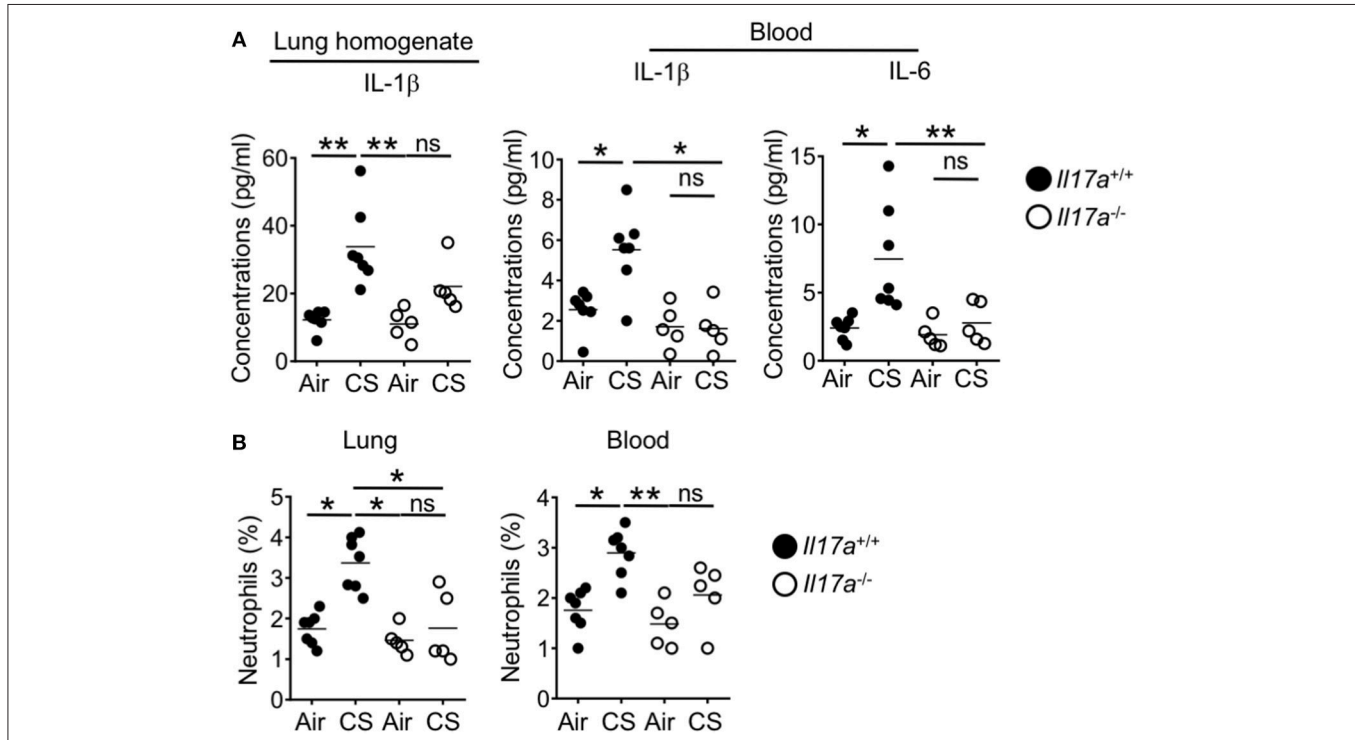 A
Lung homogenate
Blood
IL-1β
IL-1β
IL-6
** ** ns
* *
ns
* **
ns
Concentrations (pg/ml)
60
40
20
0
Air CS Air CS
Concentrations (pg/ml)
10
8
6
4
2
0
Air CS Air CS
Concentrations (pg/ml)
15
10
5
0
Air CS Air CS
Il17a+/+
Il17a-/-
B
Lung
Blood
*
* * ns
* ** ns
Neutrophils (%)
5
4
3
2
1
0
Air CS Air CS
Neutrophils (%)
4
3
2
1
0
Air CS Air CS
Il17a+/+
Il17a-/-